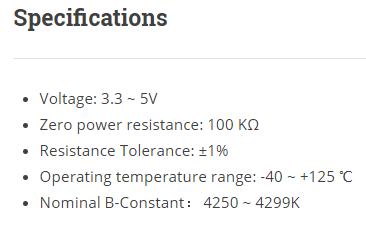 Specifications
Voltage: 3.3 ~ 5V
Zero power resistance: 100 KΩ
Resistance Tolerance: ±1%
Operating temperature range: -40 ~ +125 ℃
Nominal B-Constant： 4250 ~ 4299K